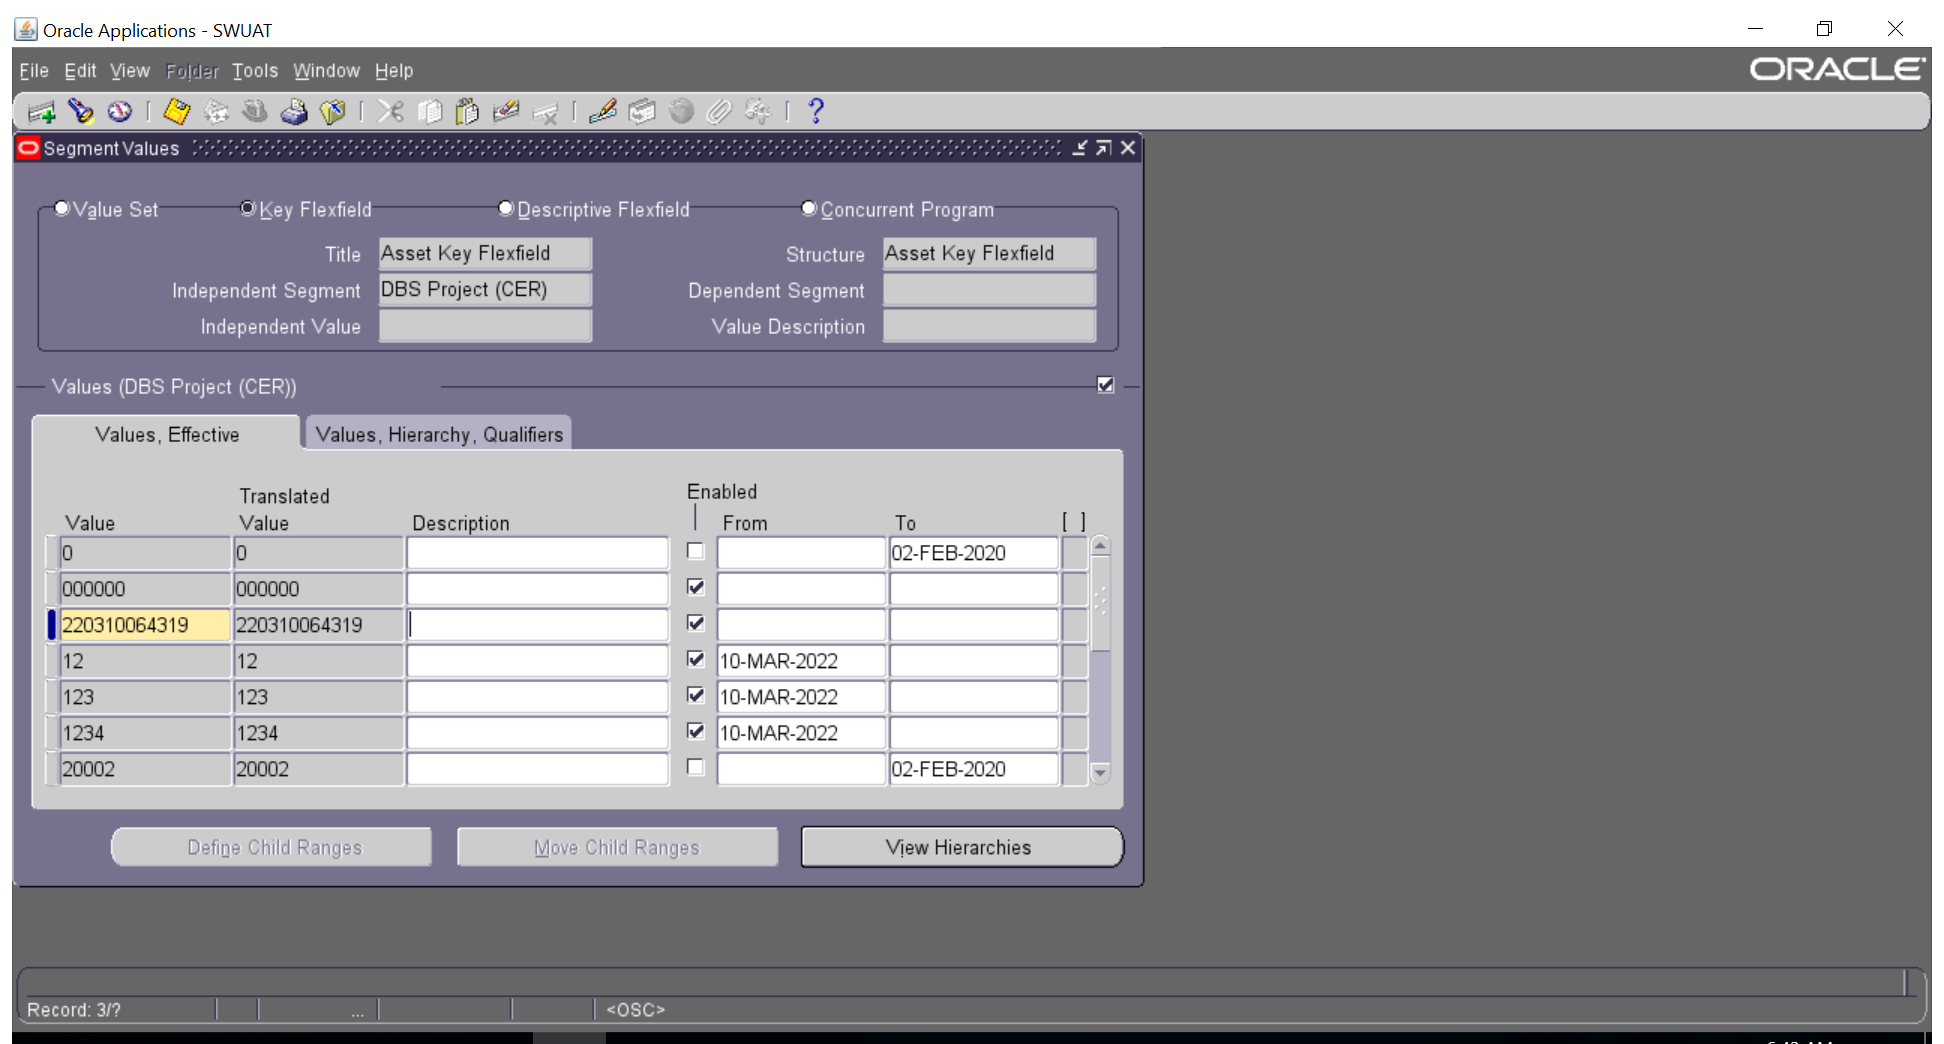 Oracle Applications - SWUAT
File Edit View Folder Tools Window Help
ORACLE
Segment Values
Value Set Key Flexfield Descriptive Flexfield Concurrent Program
Title Asset Key Flexfield Structure Asset Key Flexfield
Independent Segment DBS Project (CER) Dependent Segment
Independent Value Value Description
Values (DBS Project (CER))
Values, Effective Values, Hierarchy, Qualifiers
Translated Enabled
Value Value Description From To [ ]
0 0 02-FEB-2020
000000 000000
220310064319 220310064319
12 12 10-MAR-2022
123 123 10-MAR-2022
1234 1234 10-MAR-2022
20002 20002 02-FEB-2020
Define Child Ranges Move Child Ranges View Hierarchies
Record: 3/? ... <OSC>